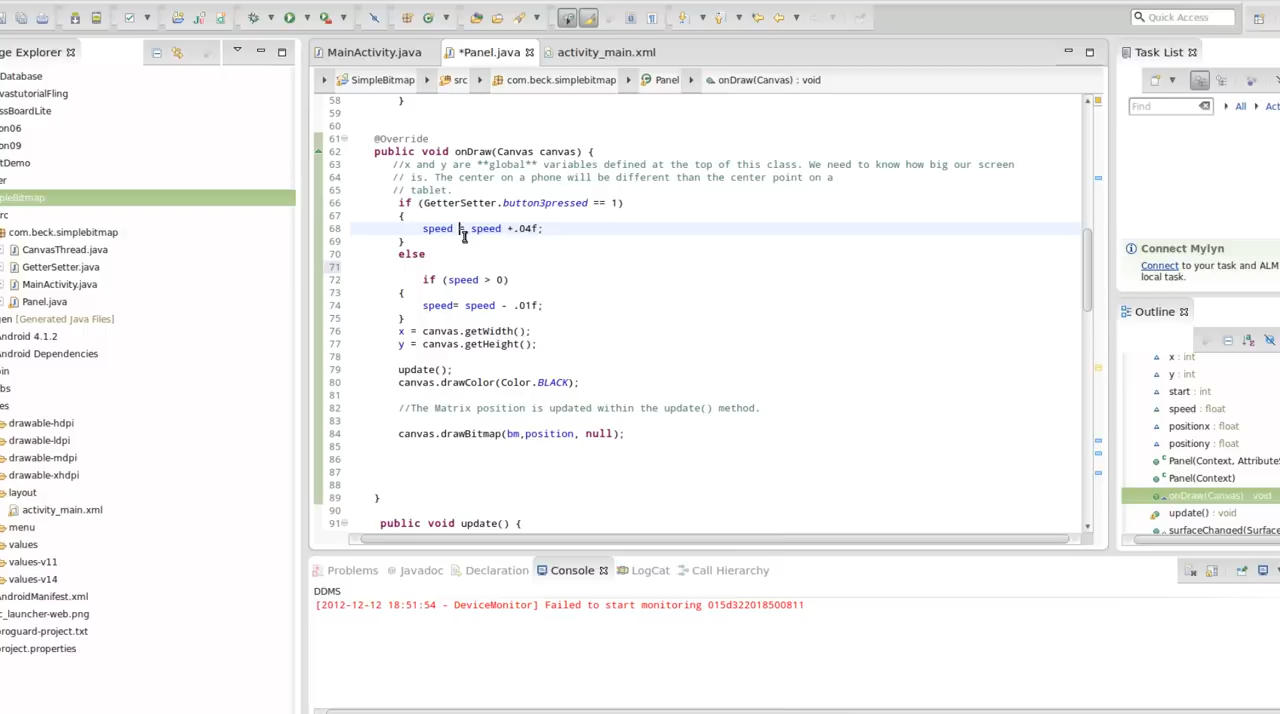 Quick Access
ge Explorer
MainActivity.java
*Panel.java
activity_main.xml
Task List
SimpleBitmap
src
com.beck.simplebitmap
Panel
onDraw(Canvas) : void
Find
All
Act
Database
vastutorialFling
ssBoardLite
on06
on09
tDemo
er
pleBitmap
rc
com.beck.simplebitmap
CanvasThread.java
GetterSetter.java
MainActivity.java
Panel.java
gen [Generated Java Files]
Android 4.1.2
Android Dependencies
in
bs
es
drawable-hdpi
drawable-ldpi
drawable-mdpi
drawable-xhdpi
layout
activity_main.xml
menu
values
values-v11
values-v14
AndroidManifest.xml
c_launcher-web.png
proguard-project.txt
project.properties
58 }
59
60
61 @Override
62 public void onDraw(Canvas canvas) {
63 //x and y are **global** variables defined at the top of this class. We need to know how big our screen
64 // is. The center on a phone will be different than the center point on a
65 // tablet.
66 if (GetterSetter.button3pressed == 1)
67 {
68 speed = speed +.04f;
69 }
70 else
71
72 if (speed > 0)
73 {
74 speed= speed - .01f;
75 }
76 x = canvas.getWidth();
77 y = canvas.getHeight();
78
79 update();
80 canvas.drawColor(Color.BLACK);
81
82 //The Matrix position is updated within the update() method.
83
84 canvas.drawBitmap(bm,position, null);
85
86
87
88
89 }
90
91 public void update() {
Connect Mylyn
Connect to your task and ALM
local task.
Outline
x : int
y : int
start : int
speed : float
positionx : float
positiony : float
Panel(Context, AttributeS
Panel(Context)
onDraw(Canvas) : void
update() : void
surfaceChanged(Surf
Problems
Javadoc
Declaration
Console
LogCat
Call Hierarchy
DDMS
[2012-12-12 18:51:54 - DeviceMonitor] Failed to start monitoring 015d322018500811